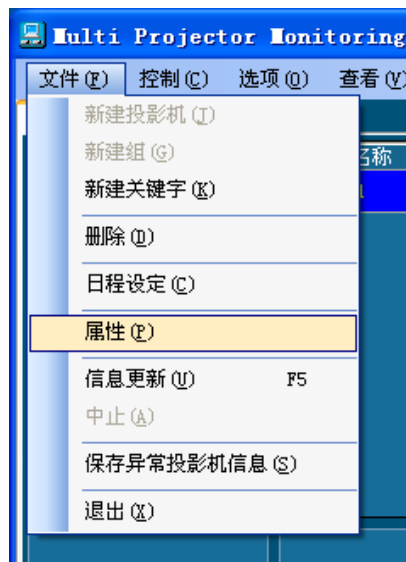 Multi Projector Monitoring
文件(F) 控制(C) 选项(O) 查看(V)
新建投影机(J)
新建组(G)
名称
新建关键字(K)
删除(D)
日程设定(C)
属性(P)
信息更新(U) F5
中止(A)
保存异常投影机信息(S)
退出(X)